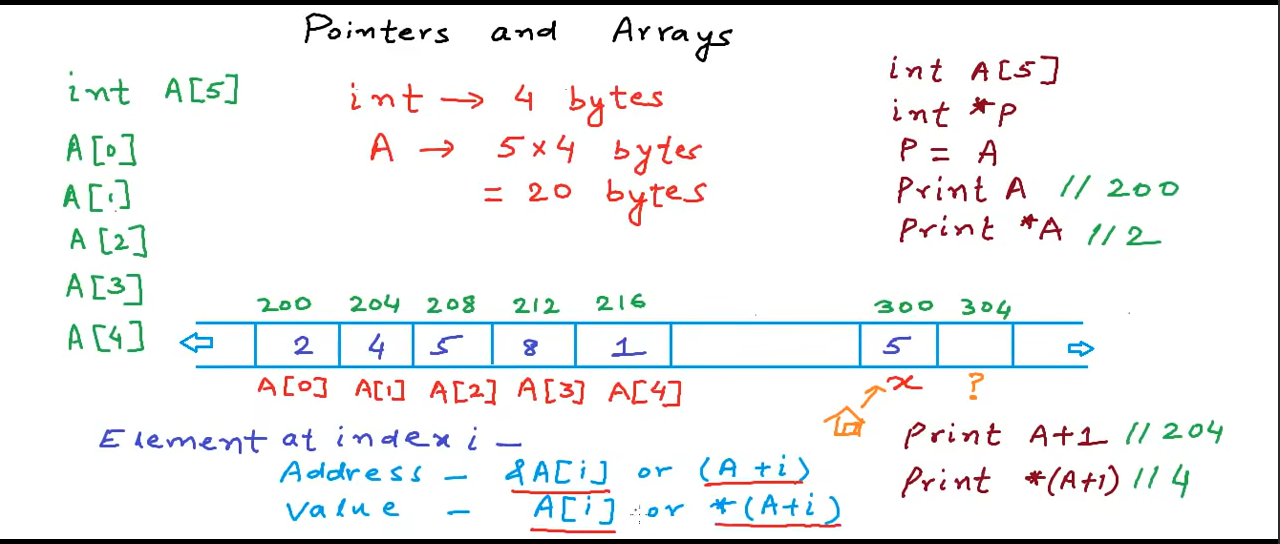 Pointers and Arrays
int A[5]
A[0]
A[1]
A[2]
A[3]
A[4]
int → 4 bytes
A → 5×4 bytes
= 20 bytes
int A[5]
int *P
P = A
Print A // 200
Print *A // 2
200 204 208 212 216 300 304
2 4 5 8 1 5
A[0] A[1] A[2] A[3] A[4] x ?
Element at index i –
Address – &A[i] or (A+i)
Value – A[i] or *(A+i)
Print A+1 // 204
Print *(A+1) // 4